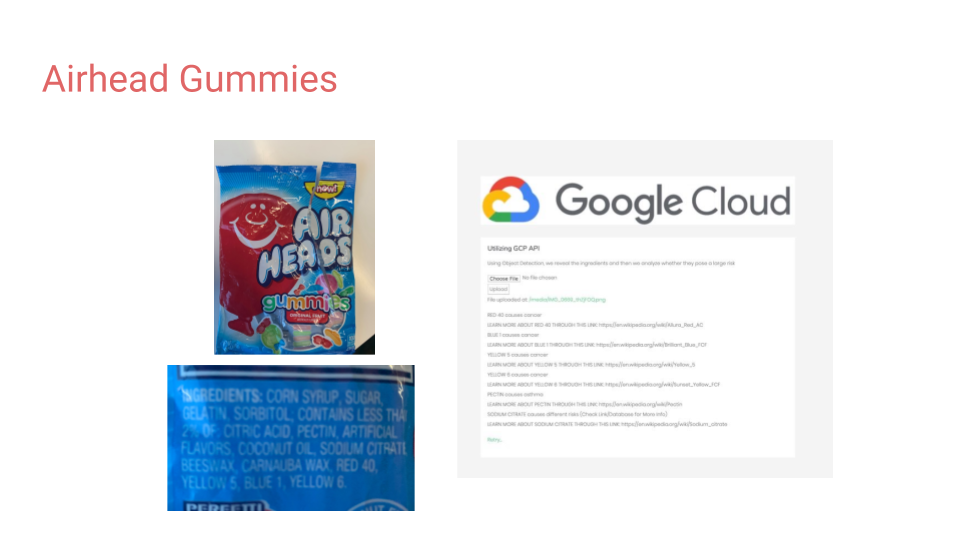 Airhead Gummies
now!
AIR
HEADS
gummies
ORIGINAL FRUIT
INGREDIENTS: CORN SYRUP, SUGAR,
GELATIN, SORBITOL, CONTAINS LESS THA
2% OF: CITRIC ACID, PECTIN, ARTIFICIAL
FLAVORS, COCONUT OIL, SODIUM CITRATE,
BEESWAX, CARNAUBA WAX, RED 40,
YELLOW 5, BLUE 1, YELLOW 6.
PERFETTI
Google Cloud
Utilizing GCP API
Using Object Detection, we reveal the ingredients and then we analyze whether they pose a large risk
Choose File No file chosen
Upload
File uploaded at:
RED 40 causes cancer
LEARN MORE ABOUT RED 40 THROUGH THIS LINK: https://en.wikipedia.org/wiki/Allura_Red_AC
BLUE 1 causes cancer
LEARN MORE ABOUT BLUE 1 THROUGH THIS LINK: https://en.wikipedia.org/wiki/Brilliant_Blue_FCF
YELLOW 5 causes cancer
LEARN MORE ABOUT YELLOW 5 THROUGH THIS LINK: https://en.wikipedia.org/wiki/Yellow_5
YELLOW 6 causes cancer
LEARN MORE ABOUT YELLOW 6 THROUGH THIS LINK: https://en.wikipedia.org/wiki/Sunset_Yellow_FCF
PECTIN causes asthma
LEARN MORE ABOUT PECTIN THROUGH THIS LINK: https://en.wikipedia.org/wiki/Pectin
SODIUM CITRATE causes different risks (Check Link/Database for More Info)
LEARN MORE ABOUT SODIUM CITRATE THROUGH THIS LINK: https://en.wikipedia.org/wiki/Sodium_citrate
Retry..